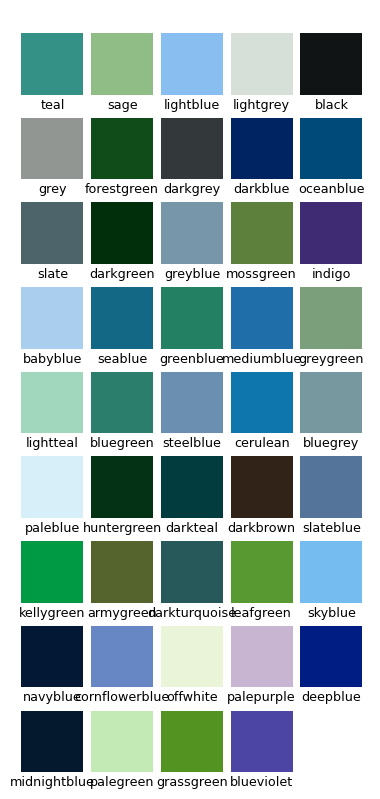 teal sage lightblue lightgrey black
grey forestgreen darkgrey darkblue oceanblue
slate darkgreen greyblue mossgreen indigo
babyblue seablue greenblue mediumblue greygreen
lightteal bluegreen steelblue cerulean bluegrey
paleblue huntergreen darkteal darkbrown slateblue
kellygreen armygreen darkturquoise leafgreen skyblue
navyblue cornflowerblue offwhite palepurple deepblue
midnightblue palegreen grassgreen blueviolet